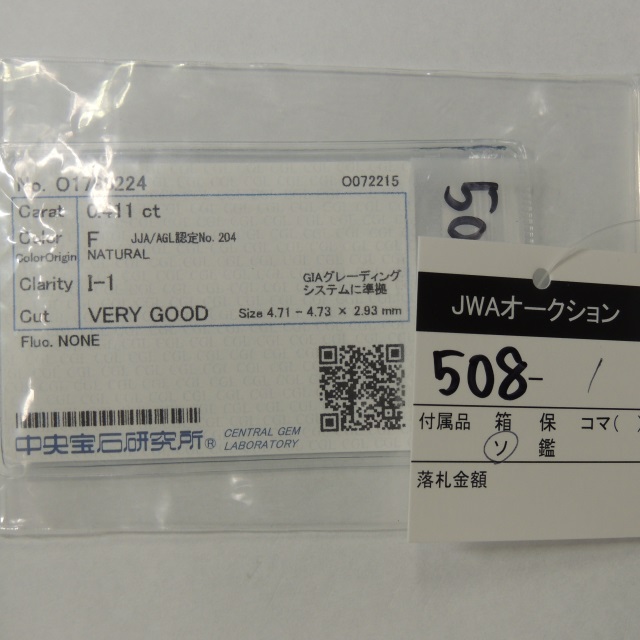 O072215
Carat 0.411 ct
Color F JJA/AGL認定No. 204
ColorOrigin NATURAL
Clarity I-1
GIAグレーディング
システムに準拠
Cut VERY GOOD Size 4.71 - 4.73 × 2.93 mm
Fluo. NONE
中央宝石研究所® CENTRAL GEM
LABORATORY
50
JWAオークション
508- 1
付属品 箱 保 コマ( )
ソ 鑑
落札金額